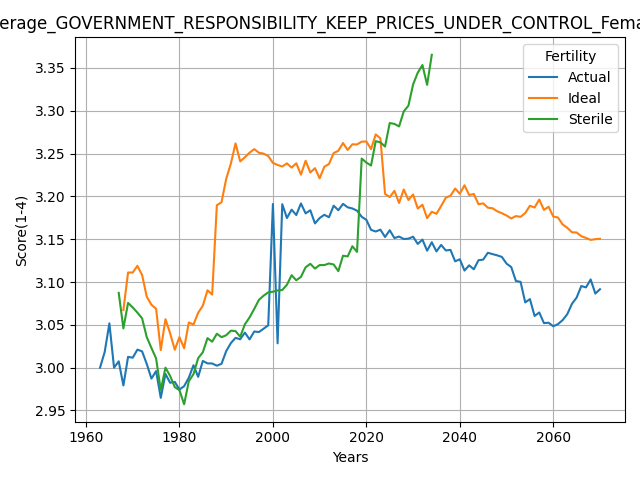 erage_GOVERNMENT_RESPONSIBILITY_KEEP_PRICES_UNDER_CONTROL_Fema
Fertility
Actual
Ideal
Sterile
Score(1-4)
3.35
3.30
3.25
3.20
3.15
3.10
3.05
3.00
2.95
1960 1980 2000 2020 2040 2060
Years